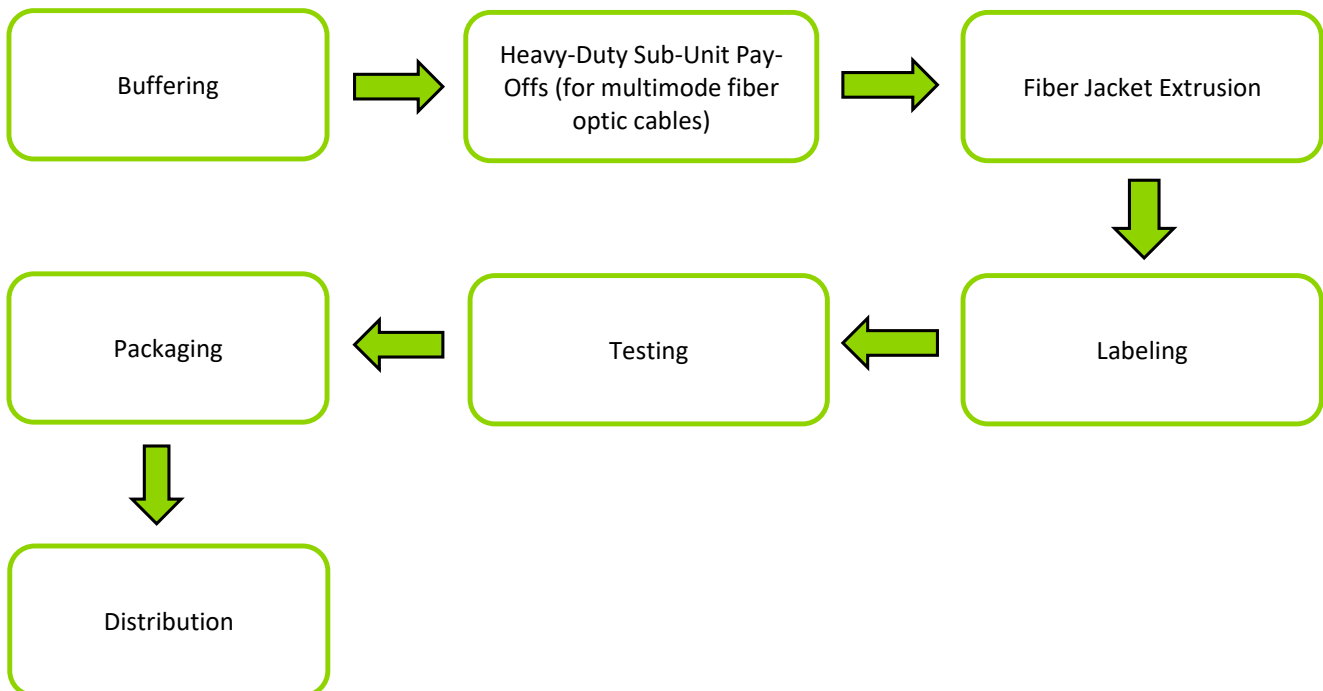 Buffering
Heavy-Duty Sub-Unit Pay-
Offs (for multimode fiber
optic cables)
Fiber Jacket Extrusion
Labeling
Testing
Packaging
Distribution